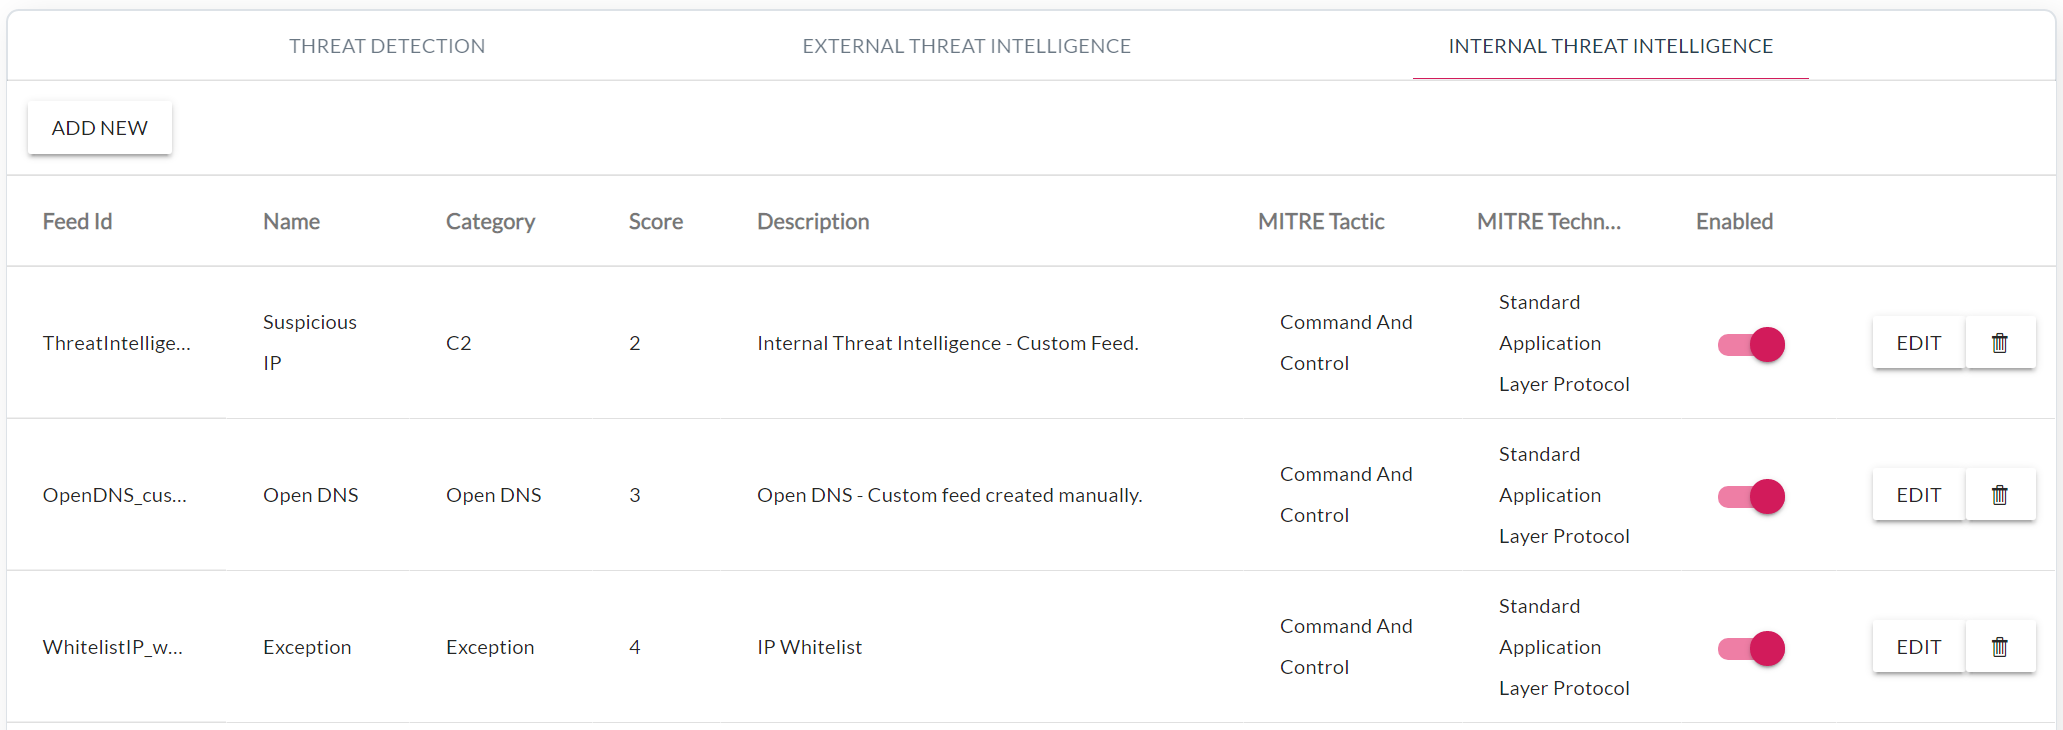 THREAT DETECTION EXTERNAL THREAT INTELLIGENCE INTERNAL THREAT INTELLIGENCE
ADD NEW
Feed Id Name Category Score Description MITRE Tactic MITRE Techn... Enabled
ThreatIntellige... Suspicious IP C2 2 Internal Threat Intelligence - Custom Feed. Command And Control Standard Application Layer Protocol EDIT
OpenDNS_cus... Open DNS Open DNS 3 Open DNS - Custom feed created manually. Command And Control Standard Application Layer Protocol EDIT
WhitelistIP_w... Exception Exception 4 IP Whitelist Command And Control Standard Application Layer Protocol EDIT